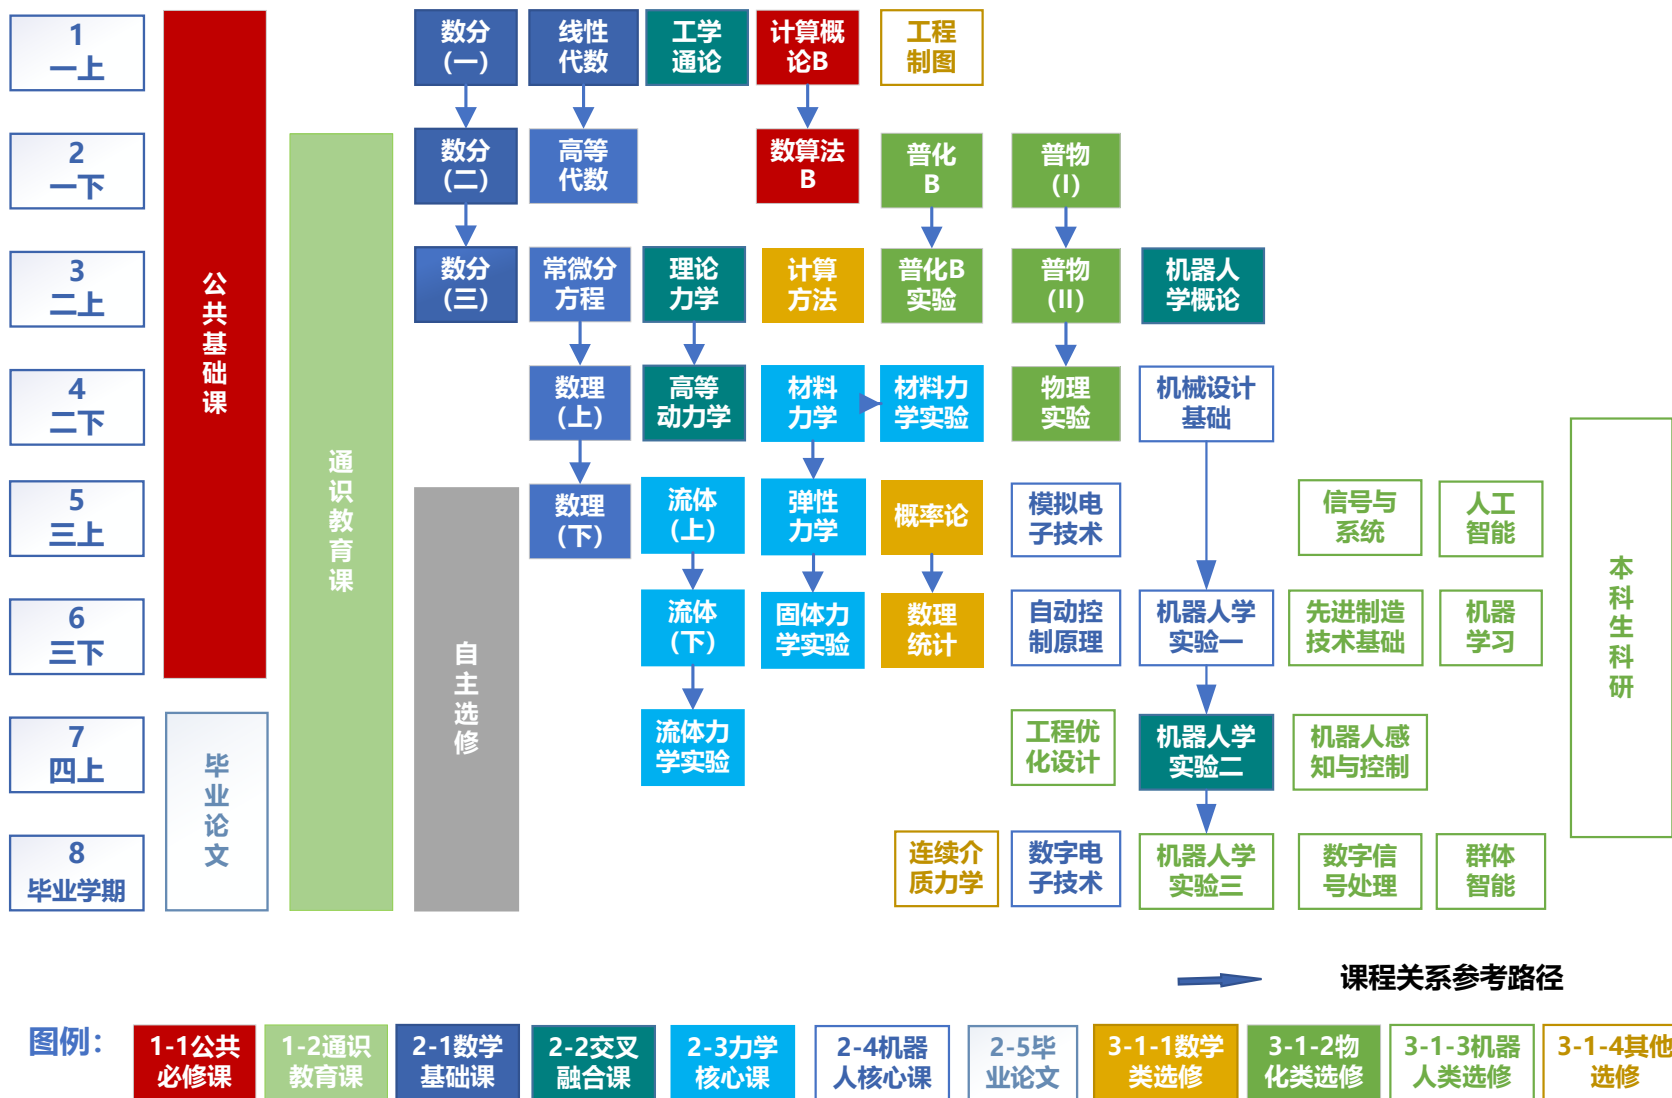 1
一上
数分
(一)
线性
代数
工学
通论
计算概
论B
工程
制图
2
一下
数分
(二)
高等
代数
数算法
B
普化
B
普物
(I)
3
二上
数分
(三)
常微分
方程
理论
力学
计算
方法
普化B
实验
普物
(II)
机器人
学概论
公共基础课
4
二下
数理
(上)
高等
动力学
材料
力学
材料力
学实验
物理
实验
机械设计
基础
通识教育课
5
三上
数理
(下)
流体
(上)
弹性
力学
概率论
模拟电
子技术
信号与
系统
人工
智能
本科生科研
6
三下
自主选修
流体
(下)
固体力
学实验
数理
统计
自动控
制原理
机器人学
实验一
先进制造
技术基础
机器
学习
7
四上
毕业论文
流体力
学实验
工程优
化设计
机器人学
实验二
机器人感
知与控制
8
毕业学期
连续介
质力学
数字电
子技术
机器人学
实验三
数字信
号处理
群体
智能
课程关系参考路径
图例：
1-1公共
必修课
1-2通识
教育课
2-1数学
基础课
2-2交叉
融合课
2-3力学
核心课
2-4机器
人核心课
2-5毕
业论文
3-1-1数学
类选修
3-1-2物
化类选修
3-1-3机器
人类选修
3-1-4其他
选修